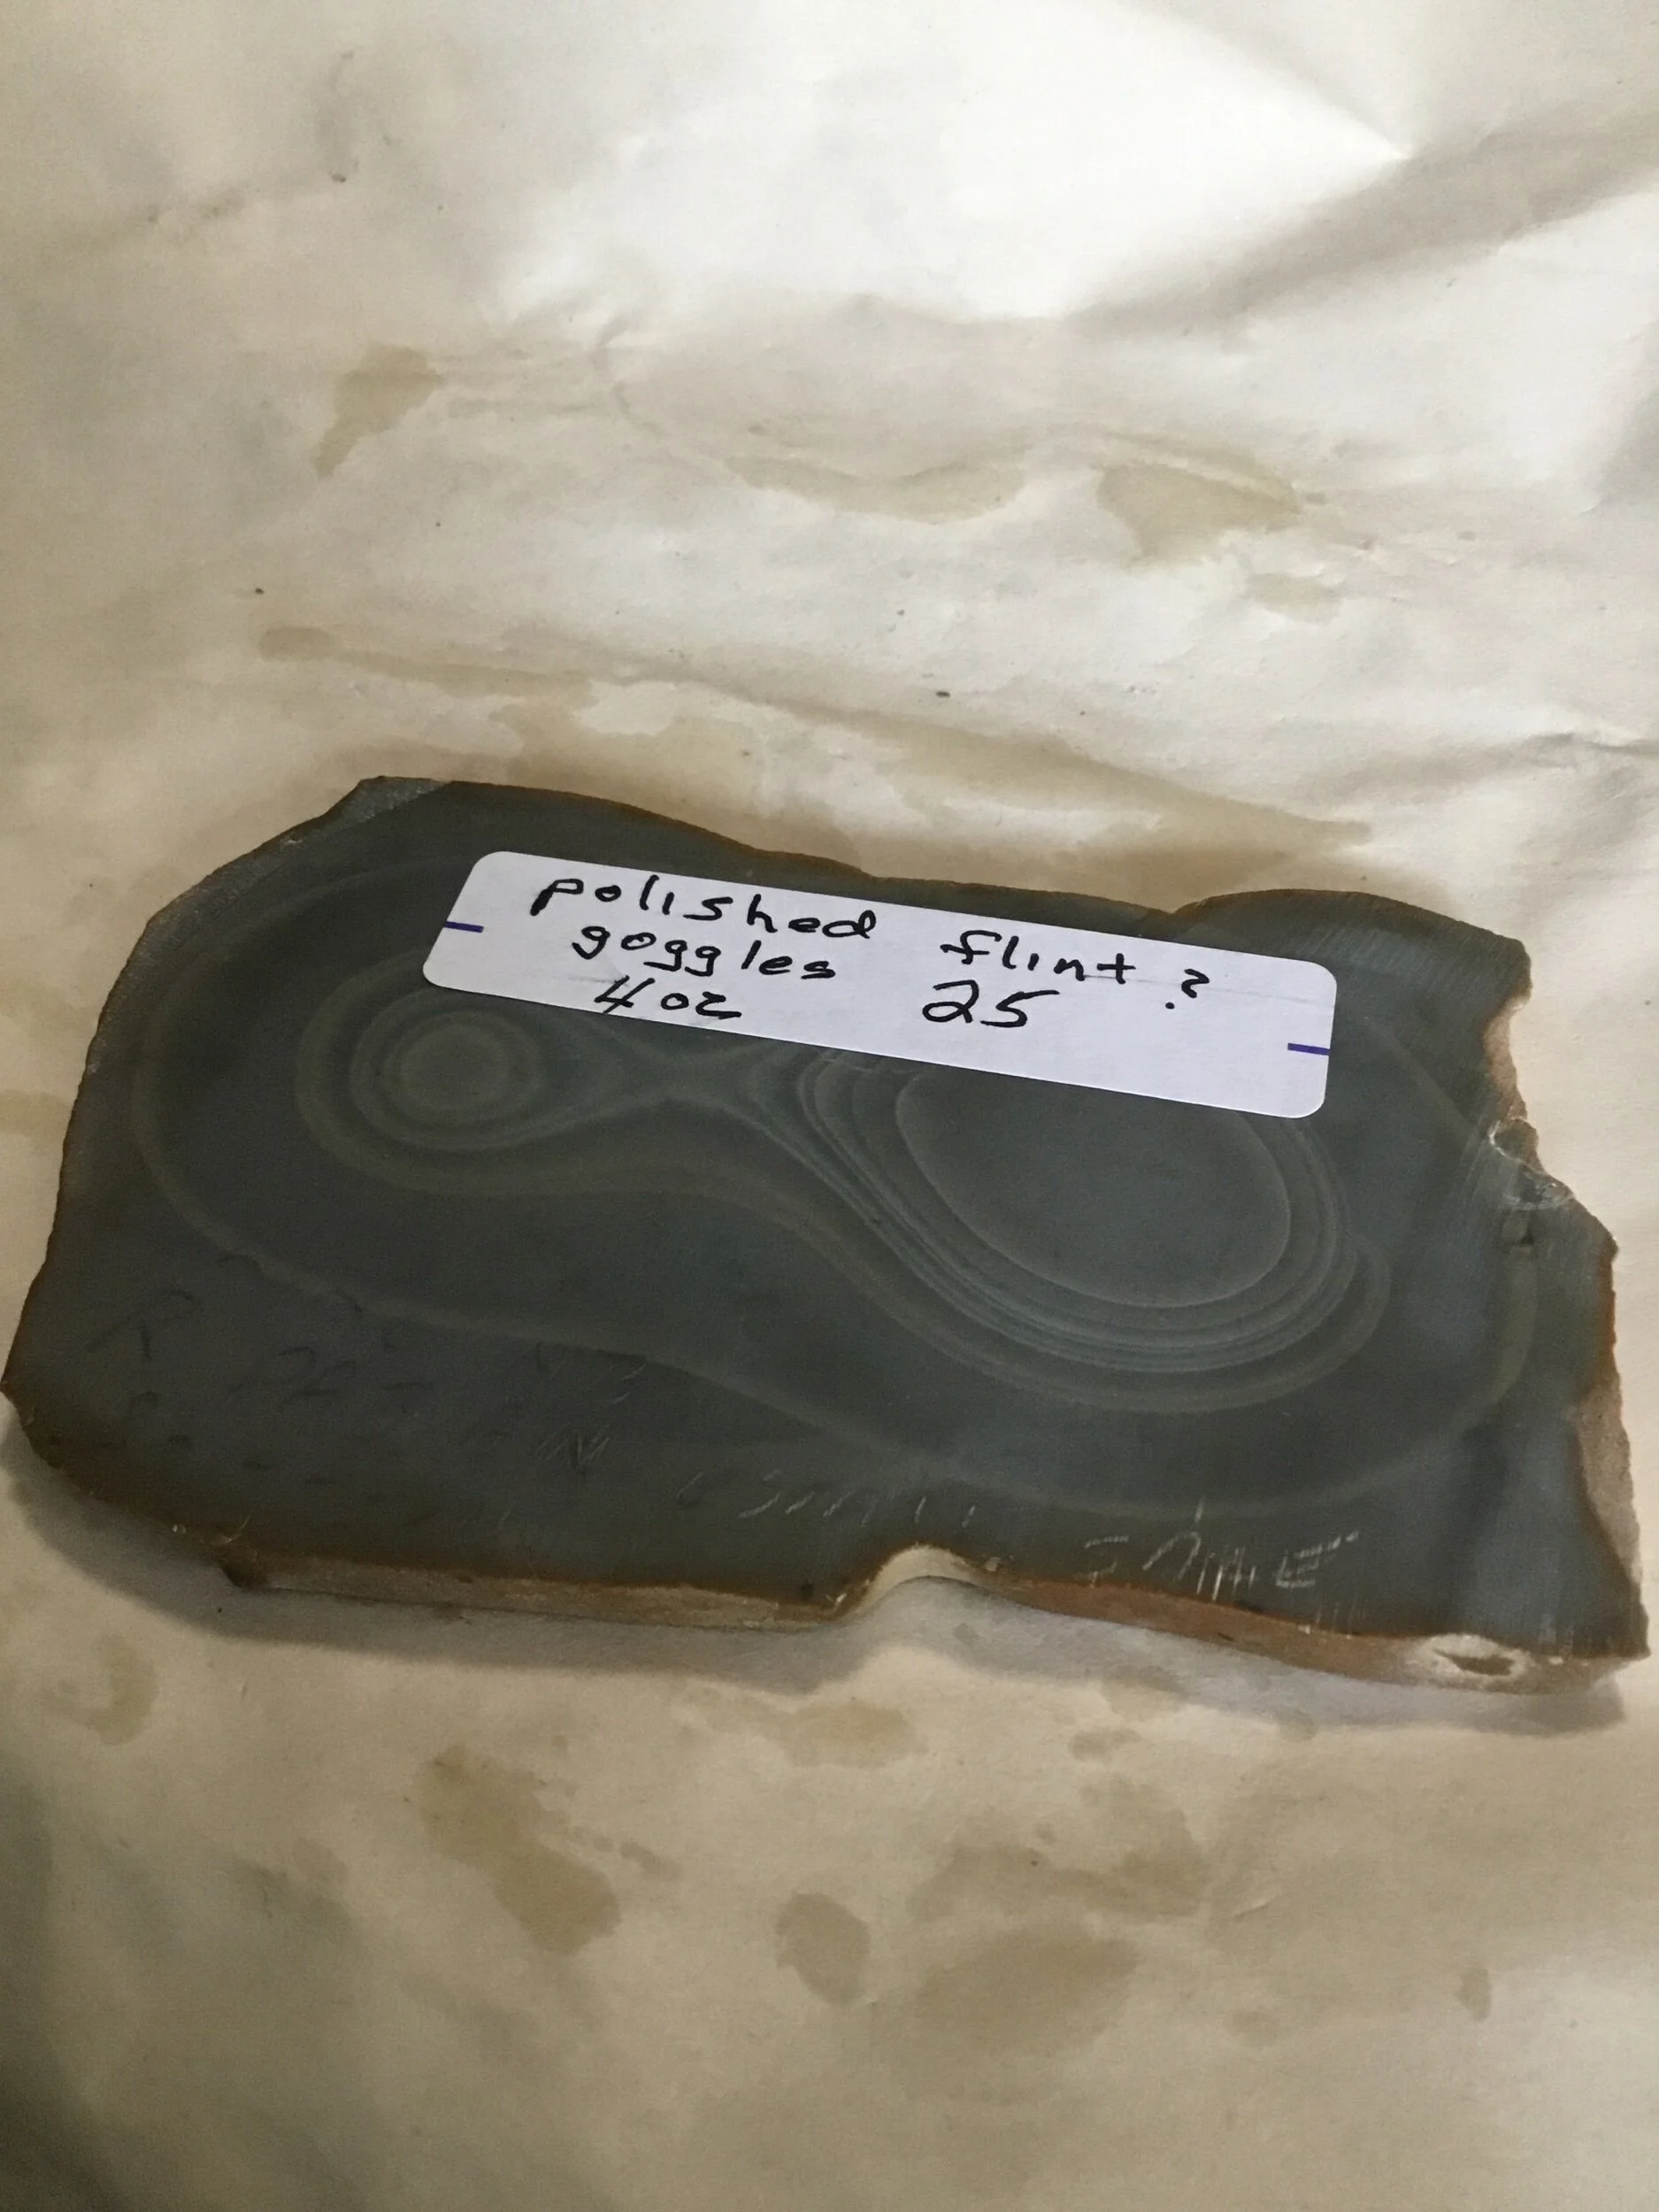 polished flint ?
goggles
4oz 25